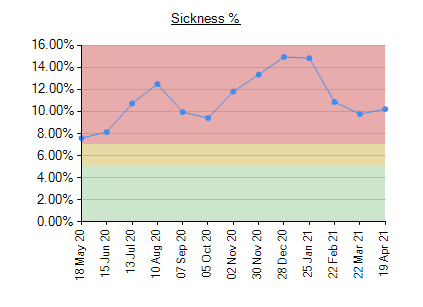 Sickness %
16.00%
14.00%
12.00%
10.00%
8.00%
6.00%
4.00%
2.00%
0.00%
18 May 20
15 Jun 20
13 Jul 20
10 Aug 20
07 Sep 20
05 Oct 20
02 Nov 20
30 Nov 20
28 Dec 20
25 Jan 21
22 Feb 21
22 Mar 21
19 Apr 21